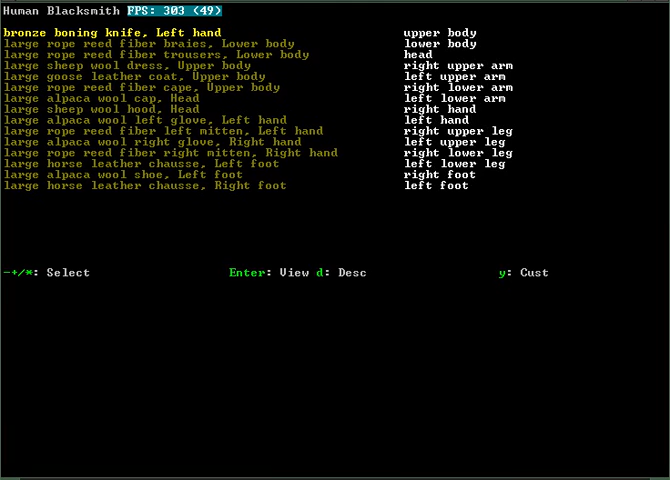 Human Blacksmith FPS: 303 (49)
bronze boning knife, Left hand upper body
large rope reed fiber braies, Lower body lower body
large rope reed fiber trousers, Lower body head
large sheep wool dress, Upper body right upper arm
large goose leather coat, Upper body left upper arm
large rope reed fiber cape, Upper body right lower arm
large alpaca wool cap, Head left lower arm
large sheep wool hood, Head right hand
large alpaca wool left glove, Left hand left hand
large rope reed fiber left mitten, Left hand right upper leg
large alpaca wool right glove, Right hand left upper leg
large rope reed fiber right mitten, Right hand right lower leg
large horse leather chausse, Left foot left lower leg
large alpaca wool shoe, Left foot right foot
large horse leather chausse, Right foot left foot
-+/*: Select Enter: View d: Desc y: Cust